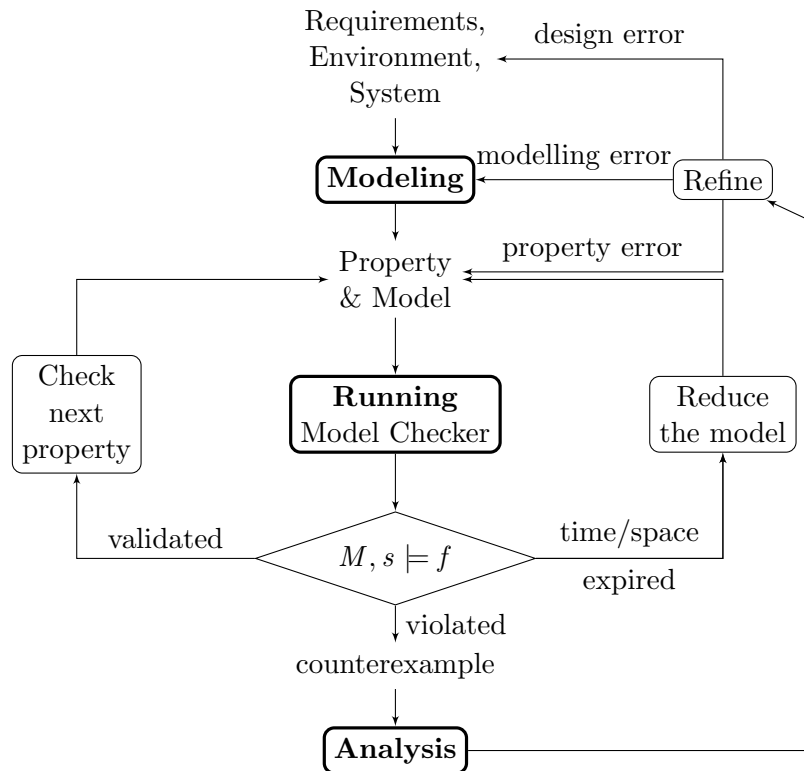 Requirements,
Environment,
System
design error
Modeling
modelling error
Refine
Property
& Model
property error
Check
next
property
Running
Model Checker
Reduce
the model
validated
M, s ⊨ f
time/space
expired
violated
counterexample
Analysis